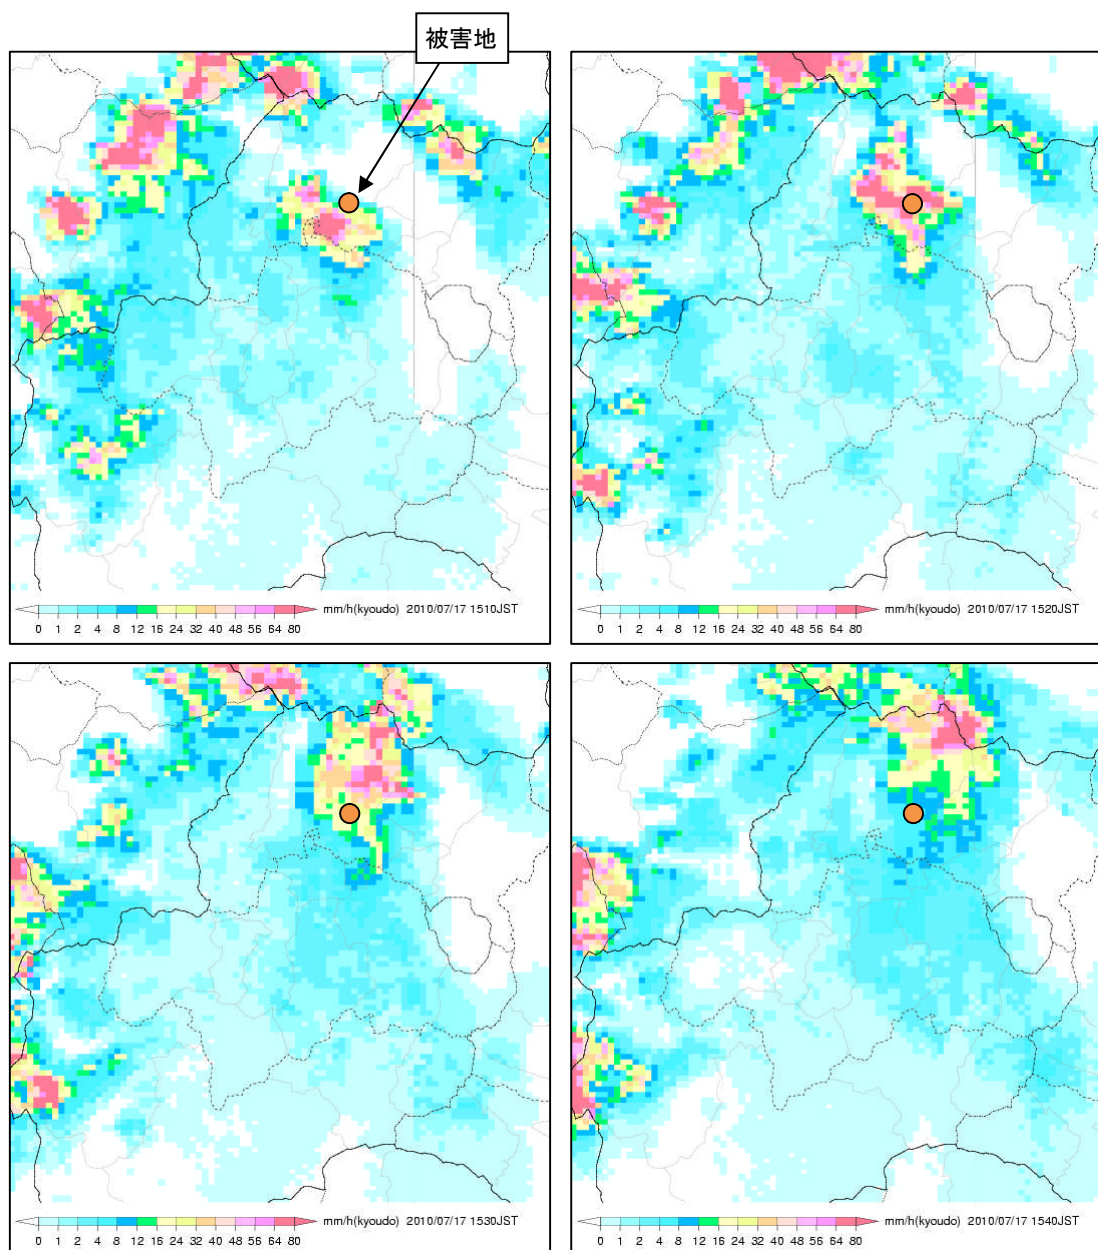 被害地
mm/h(kyoudo) 2010/07/17 1510JST
0 1 2 4 8 12 16 24 32 40 48 56 64 80
mm/h(kyoudo) 2010/07/17 1520JST
0 1 2 4 8 12 16 24 32 40 48 56 64 80
mm/h(kyoudo) 2010/07/17 1530JST
0 1 2 4 8 12 16 24 32 40 48 56 64 80
mm/h(kyoudo) 2010/07/17 1540JST
0 1 2 4 8 12 16 24 32 40 48 56 64 80